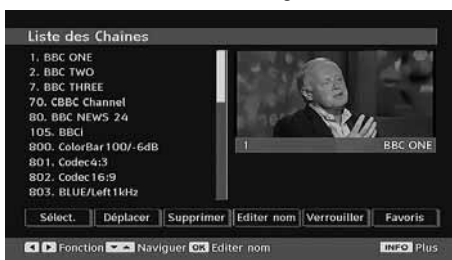 Liste des Chaines
1. BBC ONE
2. BBC TWO
7. BBC THREE
70. CBBC Channel
80. BBC NEWS 24
105. BBCi
800. ColorBar100/-6dB
801. Codec4:3
802. Codec16:9
803. BLUE/Left1kHz
1 BBC ONE
Sélect. Déplacer Supprimer Editer nom Verrouiller Favoris
Fonction Naviguer OK Editer nom INFO Plus